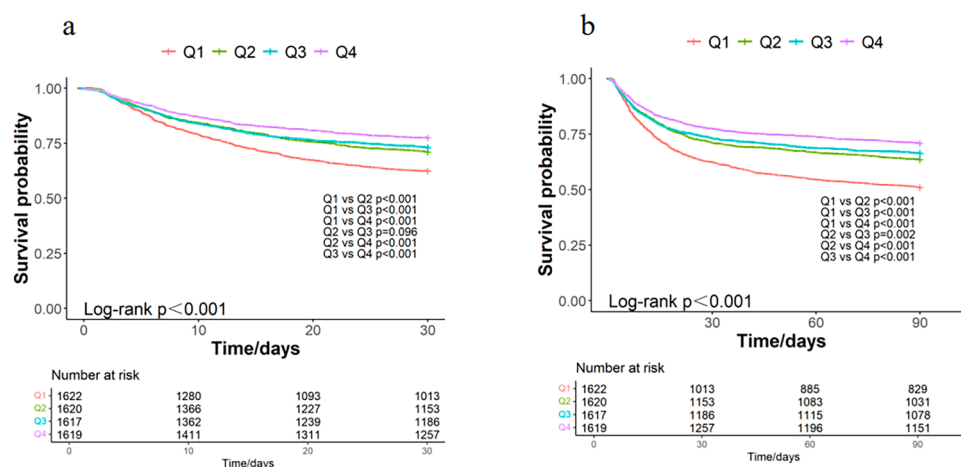 a
Q1 Q2 Q3 Q4
1.00
0.75
0.50
0.25
0.00
Survival probability
Q1 vs Q2 p<0.001
Q1 vs Q3 p<0.001
Q1 vs Q4 p<0.001
Q2 vs Q3 p=0.096
Q2 vs Q4 p<0.001
Q3 vs Q4 p<0.001
Log-rank p<0.001
0 10 20 30
Time/days
Number at risk
Q1 1622 1280 1093 1013
Q2 1620 1366 1227 1153
Q3 1617 1362 1239 1186
Q4 1619 1411 1311 1257
0 10 20 30
Time/days
b
Q1 Q2 Q3 Q4
1.00
0.75
0.50
0.25
0.00
Survival probability
Q1 vs Q2 p<0.001
Q1 vs Q3 p<0.001
Q1 vs Q4 p<0.001
Q2 vs Q3 p=0.002
Q2 vs Q4 p<0.001
Q3 vs Q4 p<0.001
Log-rank p<0.001
30 60 90
Time/days
Number at risk
Q1 1622 1013 885 829
Q2 1620 1153 1083 1031
Q3 1617 1186 1115 1078
Q4 1619 1257 1196 1151
0 30 60 90
Time/days